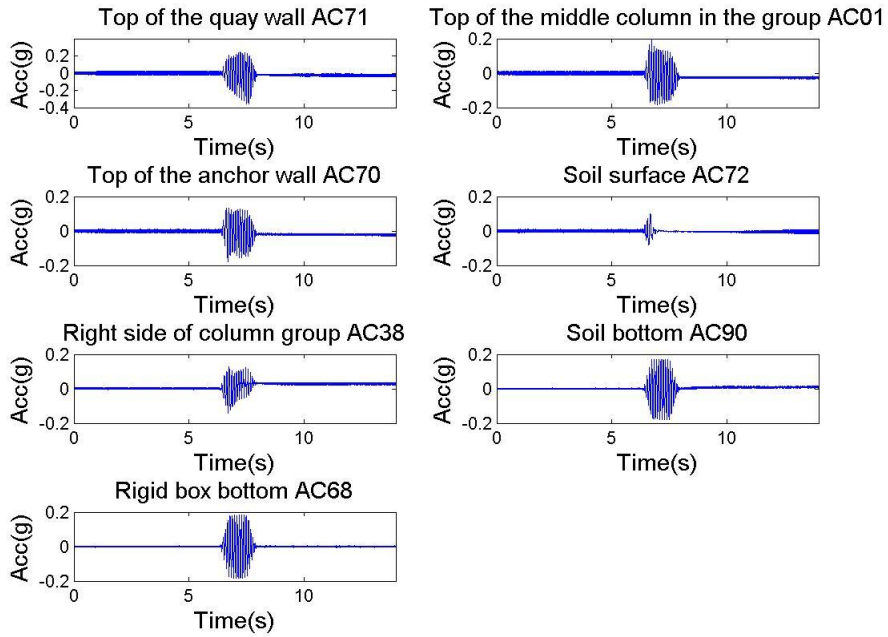 Top of the quay wall AC71
Acc(g)
0.2
0
-0.2
-0.4
0 5 10
Time(s)
Top of the middle column in the group AC01
Acc(g)
0.2
0
-0.2
0 5 10
Time(s)
Top of the anchor wall AC70
Acc(g)
0.2
0
-0.2
0 5 10
Time(s)
Soil surface AC72
Acc(g)
0.2
0
-0.2
0 5 10
Time(s)
Right side of column group AC38
Acc(g)
0.2
0
-0.2
0 5 10
Time(s)
Soil bottom AC90
Acc(g)
0.2
0
-0.2
0 5 10
Time(s)
Rigid box bottom AC68
Acc(g)
0.2
0
-0.2
0 5 10
Time(s)